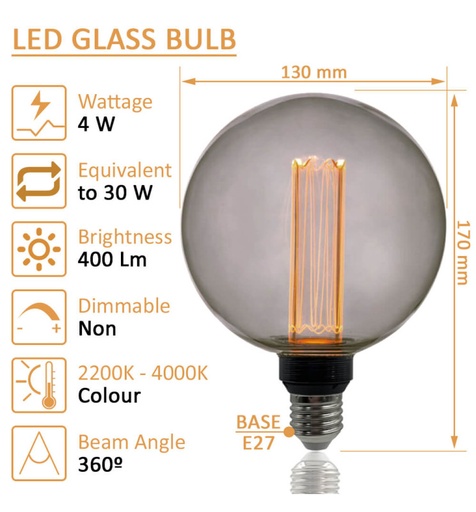 LED GLASS BULB
130 mm
Wattage
4 W
Equivalent
to 30 W
Brightness
400 Lm
170 mm
Dimmable
Non
- +
2200K - 4000K
Colour
BASE
E27
Beam Angle
360º